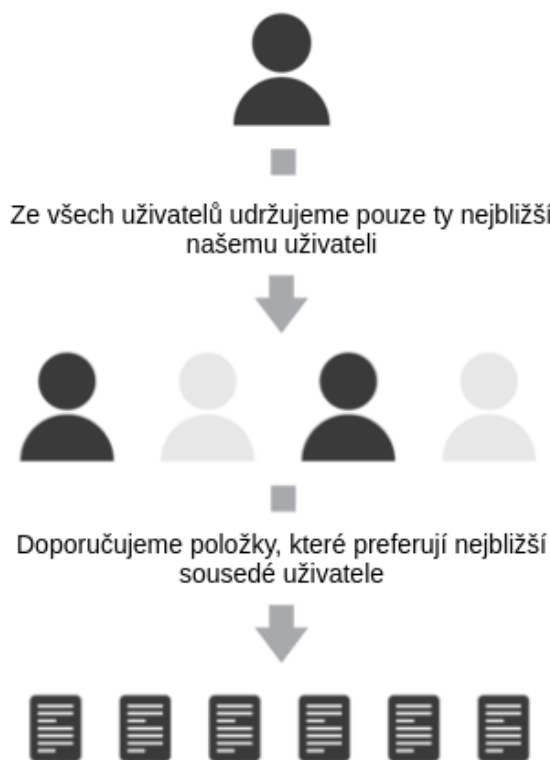 Ze všech uživatelů udržujeme pouze ty nejbližší
našemu uživateli
Doporučujeme položky, které preferují nejbližší
sousedé uživatele